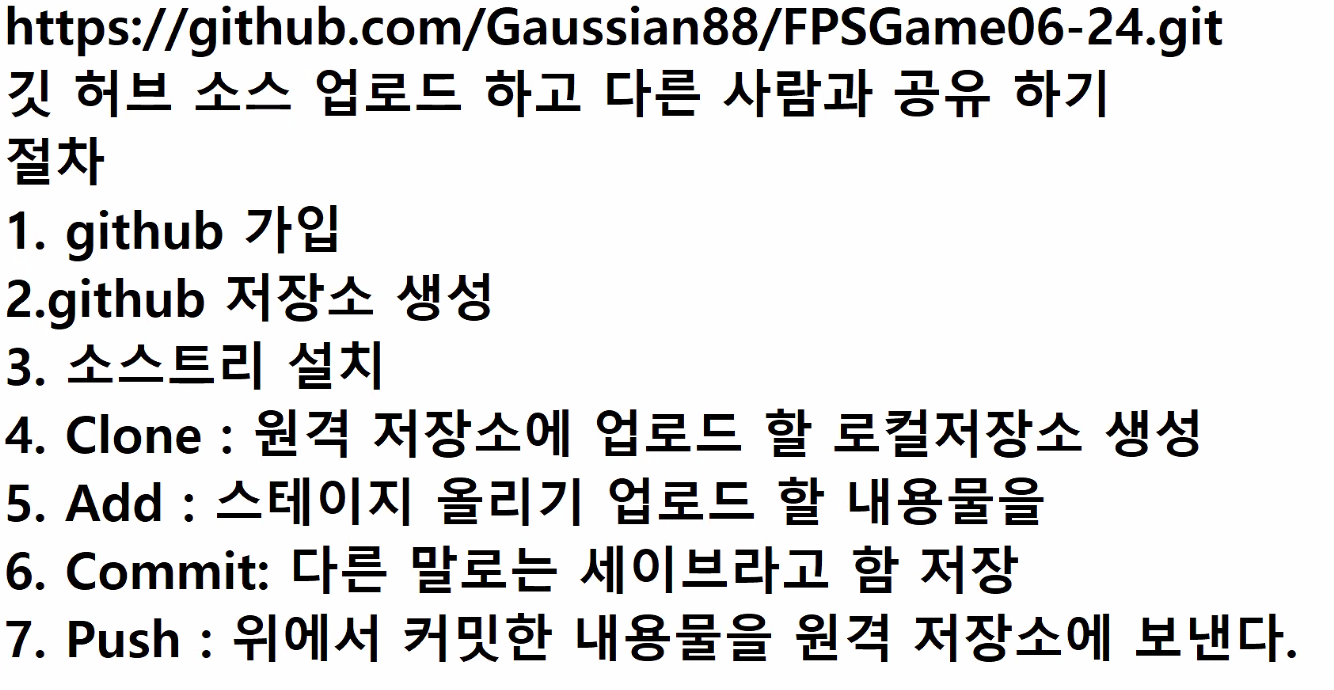 https://github.com/Gaussian88/FPSGame06-24.git
깃 허브 소스 업로드 하고 다른 사람과 공유 하기
절차
1. github 가입
2.github 저장소 생성
3. 소스트리 설치
4. Clone : 원격 저장소에 업로드 할 로컬저장소 생성
5. Add : 스테이지 올리기 업로드 할 내용물을
6. Commit: 다른 말로는 세이브라고 함 저장
7. Push : 위에서 커밋한 내용물을 원격 저장소에 보낸다.